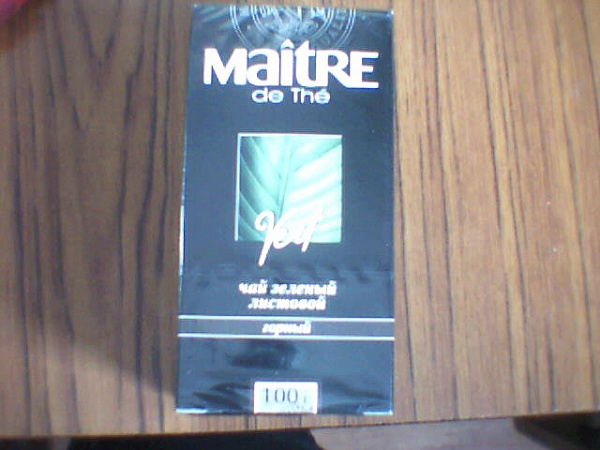 Maître
de Thé
Vert
чай зеленый
листовой
горный
100 г